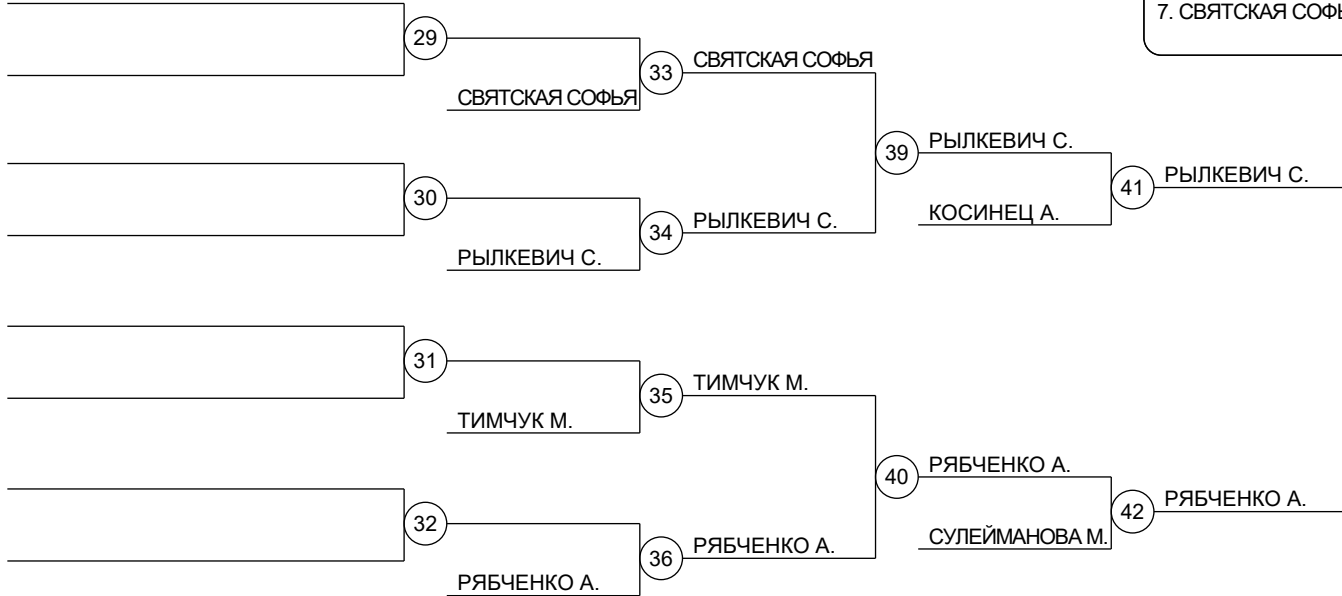 7. СВЯТСКАЯ СОФЬ
29
33
СВЯТСКАЯ СОФЬЯ
СВЯТСКАЯ СОФЬЯ
39
РЫЛКЕВИЧ С.
30
34
РЫЛКЕВИЧ С.
РЫЛКЕВИЧ С.
КОСИНЕЦ А.
41
РЫЛКЕВИЧ С.
31
35
ТИМЧУК М.
ТИМЧУК М.
40
РЯБЧЕНКО А.
32
36
РЯБЧЕНКО А.
РЯБЧЕНКО А.
СУЛЕЙМАНОВА М.
42
РЯБЧЕНКО А.